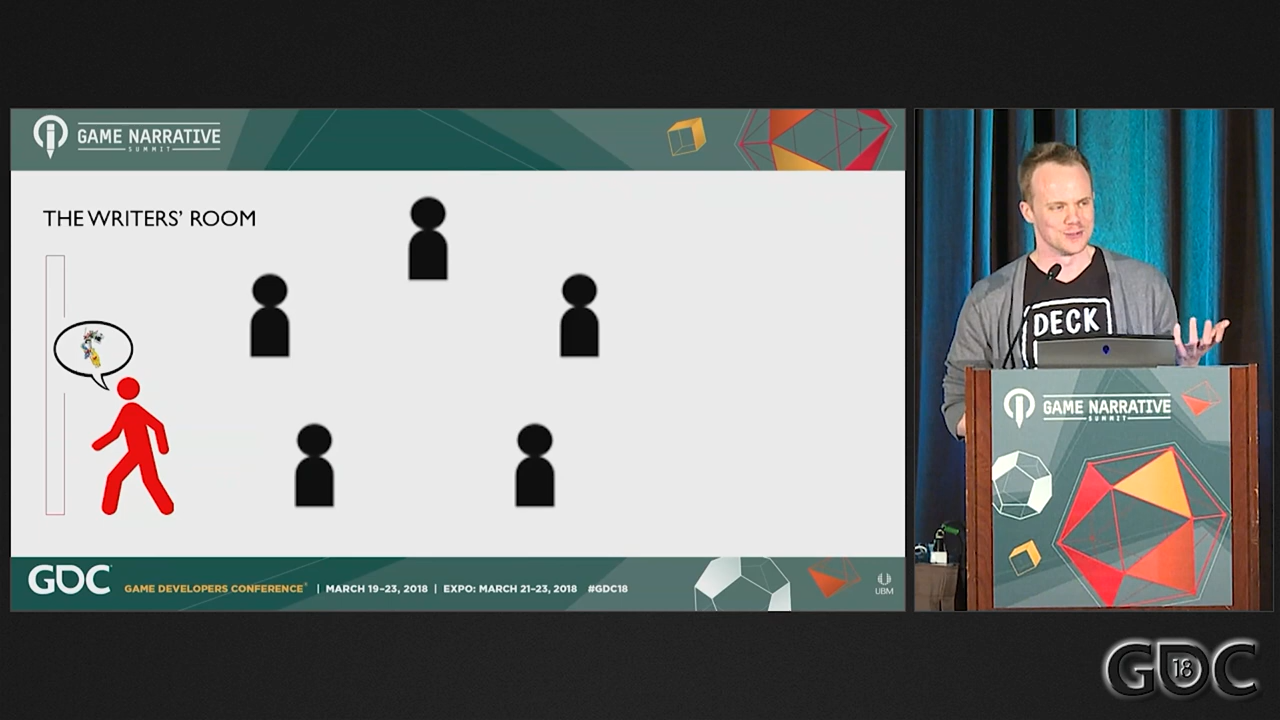 GAME NARRATIVE
SUMMIT
THE WRITERS' ROOM
GDC
GAME DEVELOPERS CONFERENCE® | MARCH 19–23, 2018 | EXPO: MARCH 21–23, 2018 #GDC18
UBM
DECK
GAME NARRATIVE
SUMMIT
GDC
18